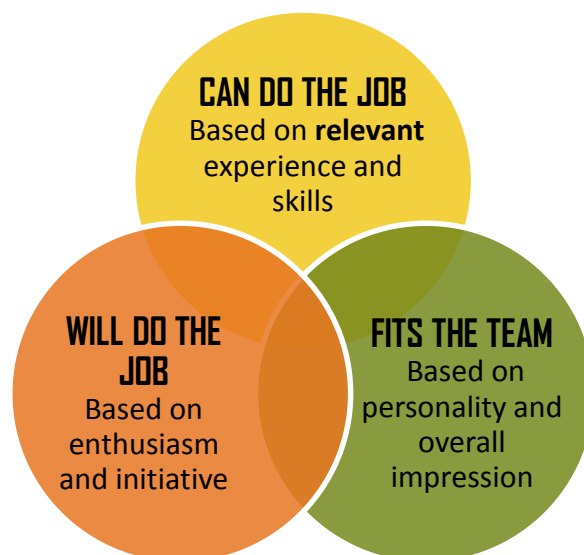 CAN DO THE JOB
Based on relevant
experience and
skills
WILL DO THE
JOB
Based on
enthusiasm
and initiative
FITS THE TEAM
Based on
personality and
overall
impression